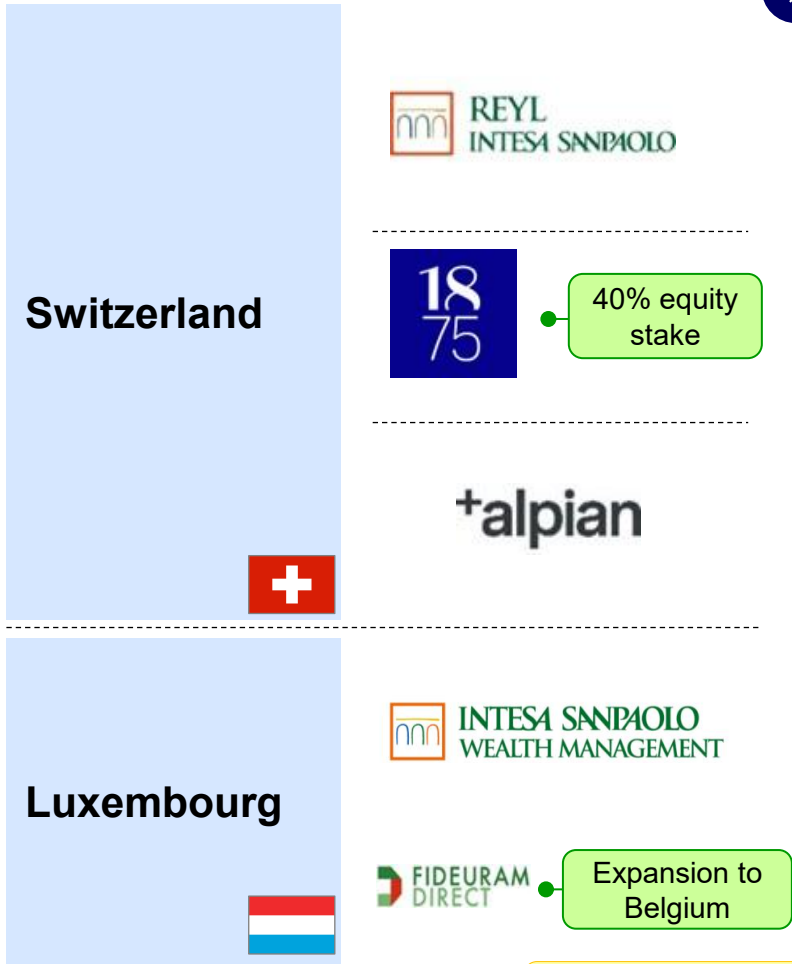 REYL
INTESA SANPAOLO
Switzerland
18
75
40% equity
stake
+alpian
INTESA SANPAOLO
WEALTH MANAGEMENT
Luxembourg
FIDEURAM
DIRECT
Expansion to
Belgium